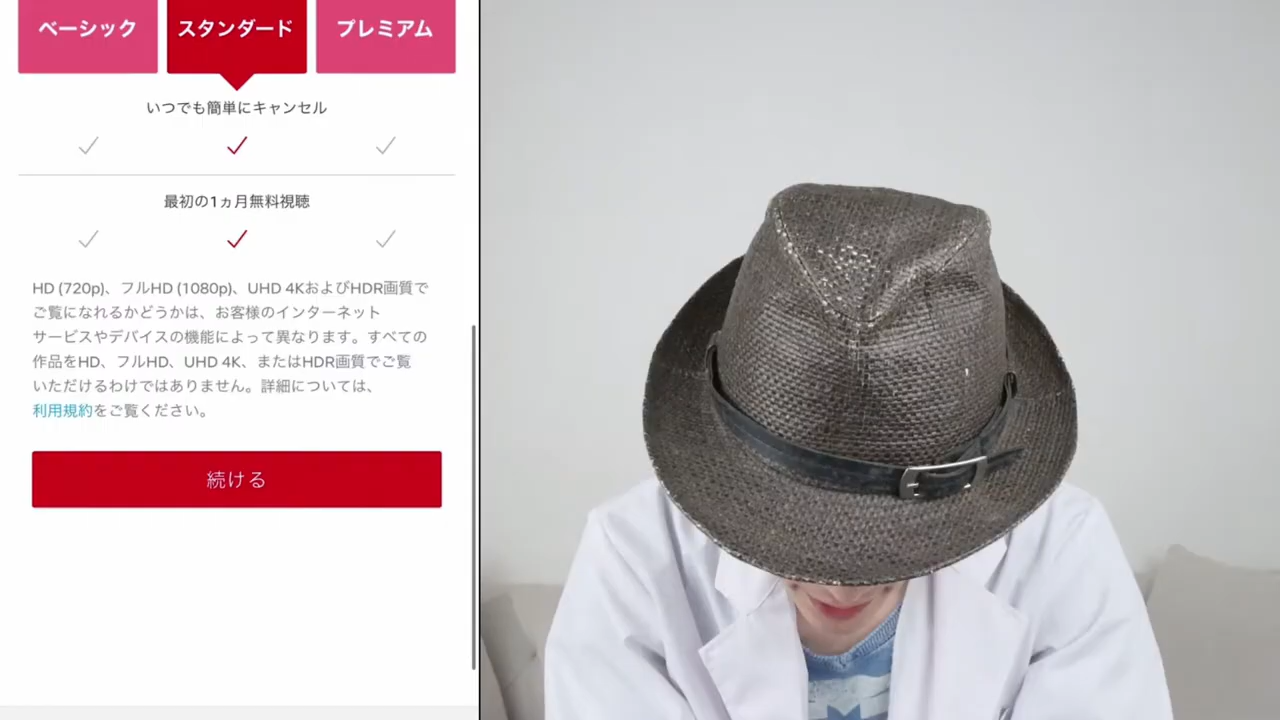 ベーシック スタンダード プレミアム
いつでも簡単にキャンセル
最初の1ヵ月無料視聴
HD (720p)、フルHD (1080p)、UHD 4KおよびHDR画質で
ご覧になれるかどうかは、お客様のインターネット
サービスやデバイスの機能によって異なります。すべての
作品をHD、フルHD、UHD 4K、またはHDR画質でご覧
いただけるわけではありません。詳細については、
利用規約をご覧ください。
続ける